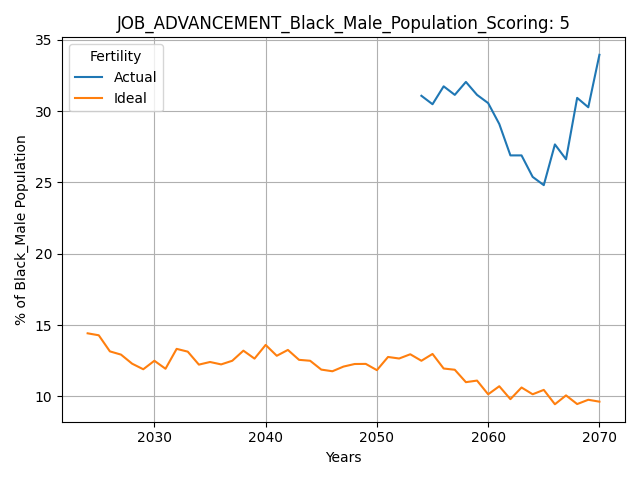 JOB_ADVANCEMENT_Black_Male_Population_Scoring: 5
Fertility
Actual
Ideal
% of Black_Male Population
35
30
25
20
15
10
2030
2040
2050
2060
2070
Years